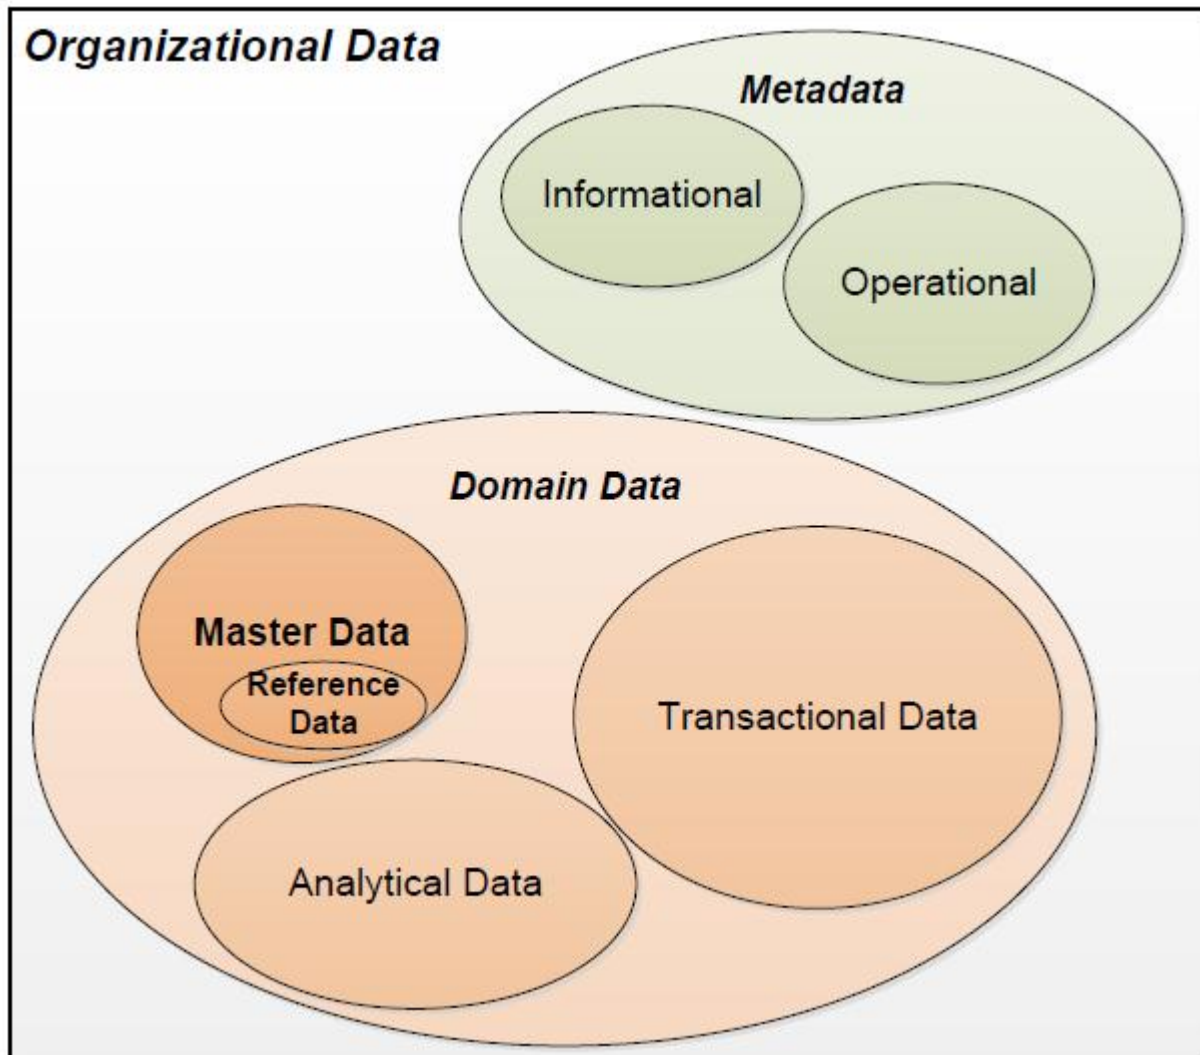 Organizational Data
Metadata
Informational
Operational
Domain Data
Master Data
Reference
Data
Transactional Data
Analytical Data